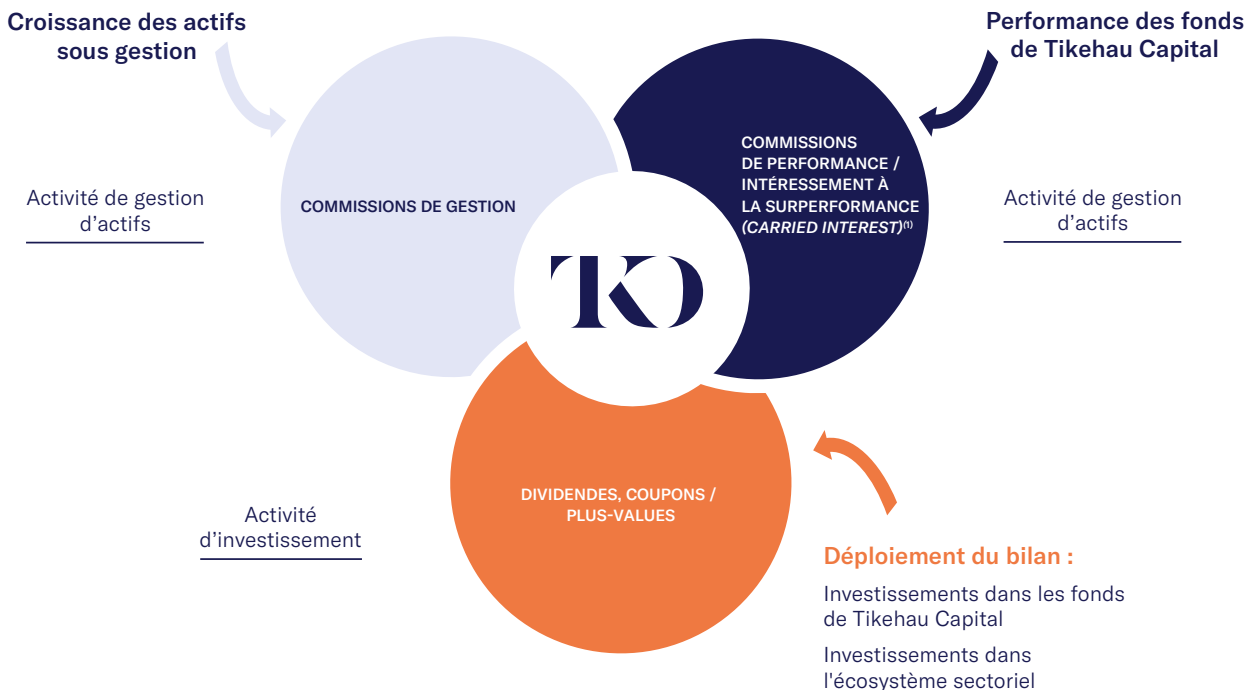 Croissance des actifs
sous gestion
Performance des fonds
de Tikehau Capital
Activité de gestion
d'actifs
COMMISSIONS DE GESTION
COMMISSIONS
DE PERFORMANCE /
INTÉRESSEMENT À
LA SURPERFORMANCE
(CARRIED INTEREST)(1)
Activité de gestion
d'actifs
TKO
DIVIDENDES, COUPONS /
PLUS-VALUES
Activité
d'investissement
Déploiement du bilan :
Investissements dans les fonds
de Tikehau Capital
Investissements dans
l'écosystème sectoriel